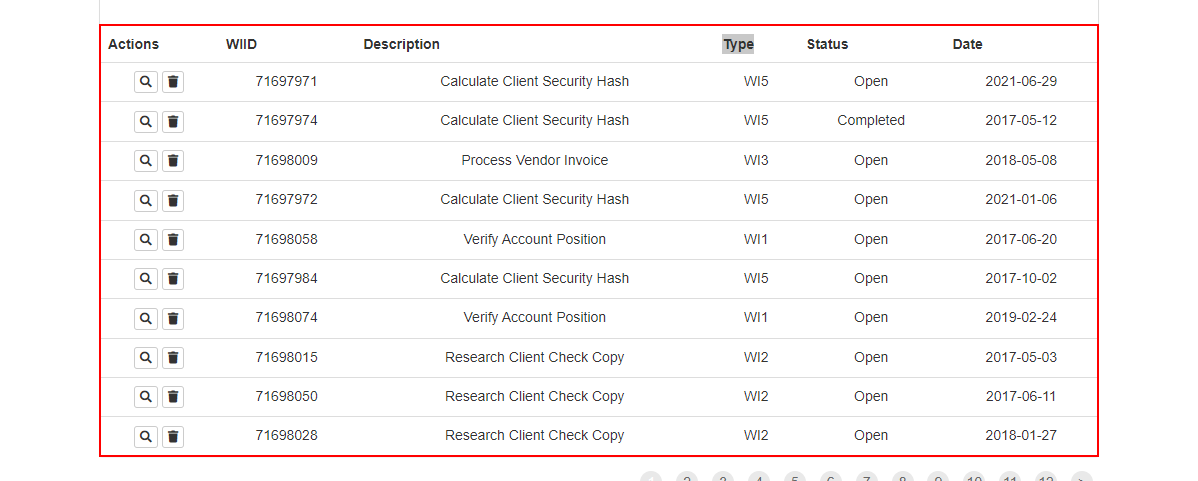 Actions WIID Description Type Status Date
71697971 Calculate Client Security Hash WI5 Open 2021-06-29
71697974 Calculate Client Security Hash WI5 Completed 2017-05-12
71698009 Process Vendor Invoice WI3 Open 2018-05-08
71697972 Calculate Client Security Hash WI5 Open 2021-01-06
71698058 Verify Account Position WI1 Open 2017-06-20
71697984 Calculate Client Security Hash WI5 Open 2017-10-02
71698074 Verify Account Position WI1 Open 2019-02-24
71698015 Research Client Check Copy WI2 Open 2017-05-03
71698050 Research Client Check Copy WI2 Open 2017-06-11
71698028 Research Client Check Copy WI2 Open 2018-01-27
1 2 3 4 5 6 7 8 9 10 11 12 >